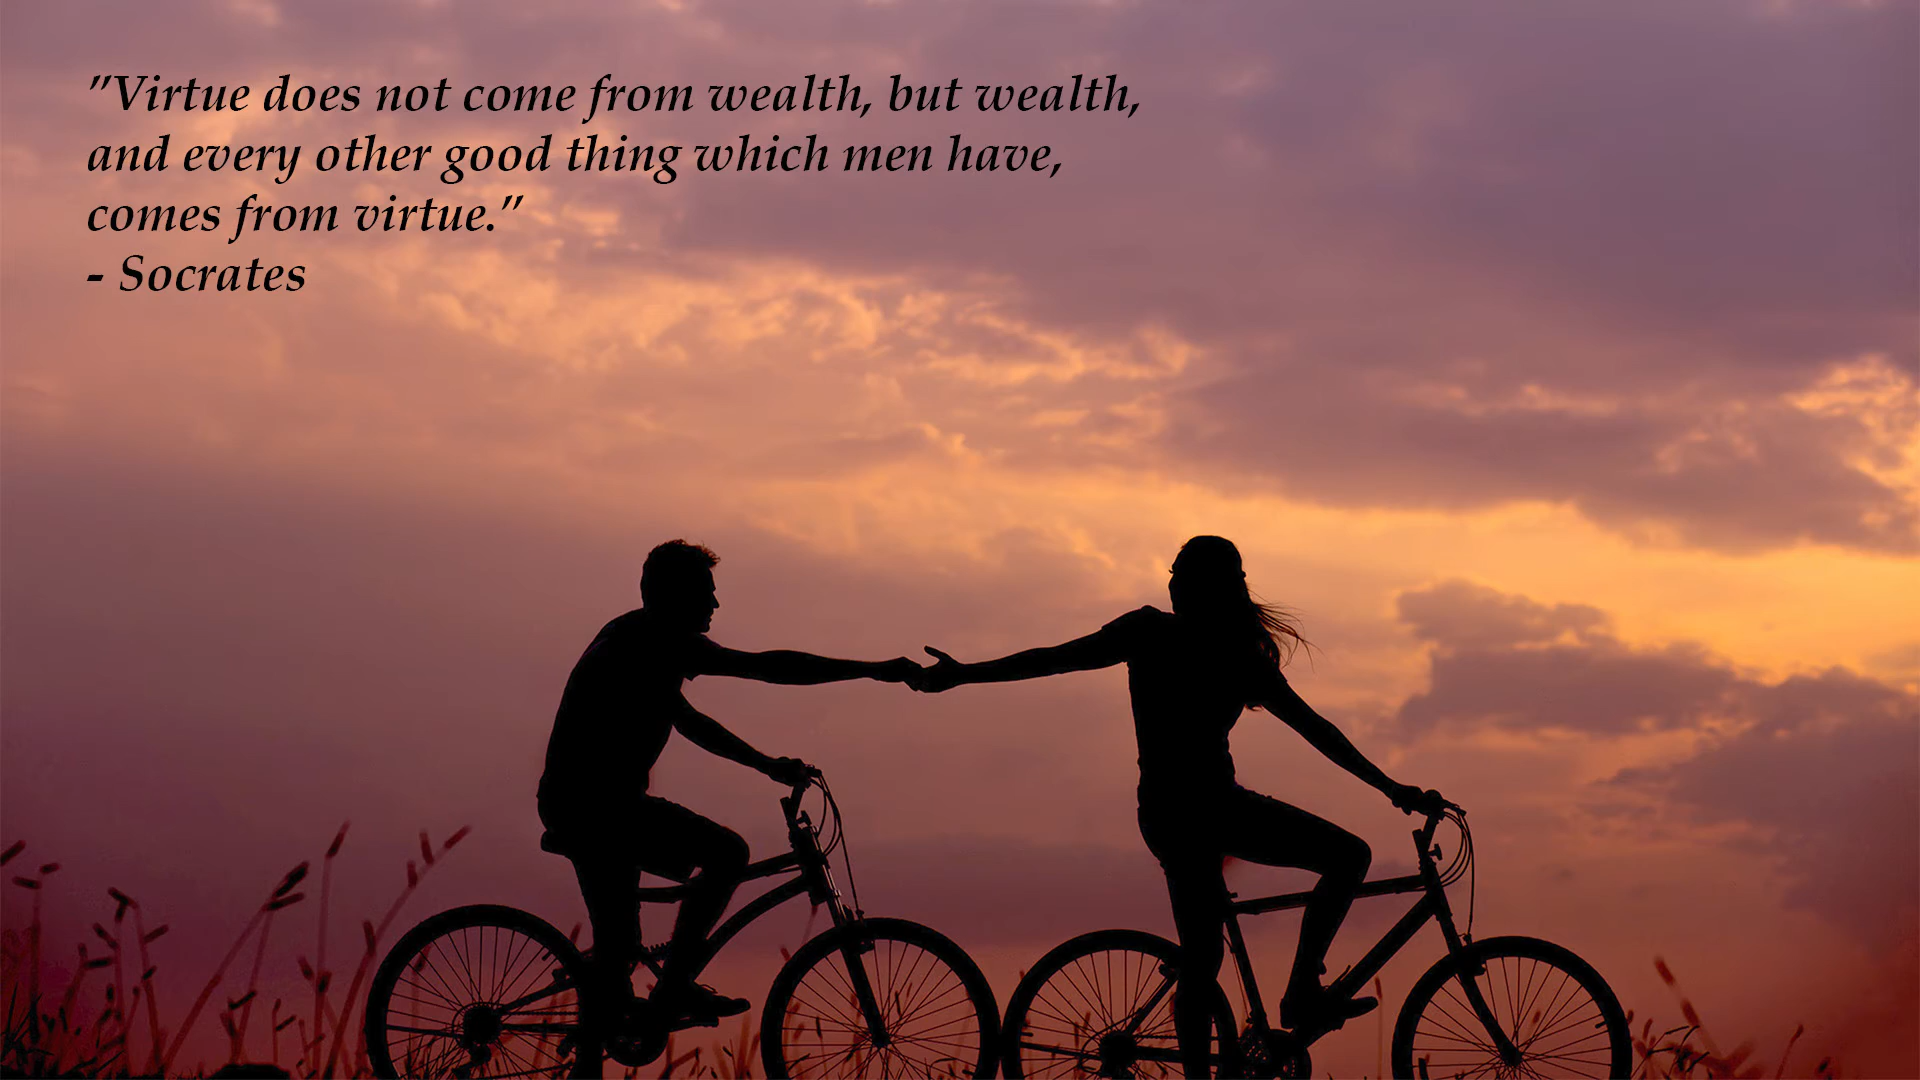 "Virtue does not come from wealth, but wealth,
and every other good thing which men have,
comes from virtue."
- Socrates